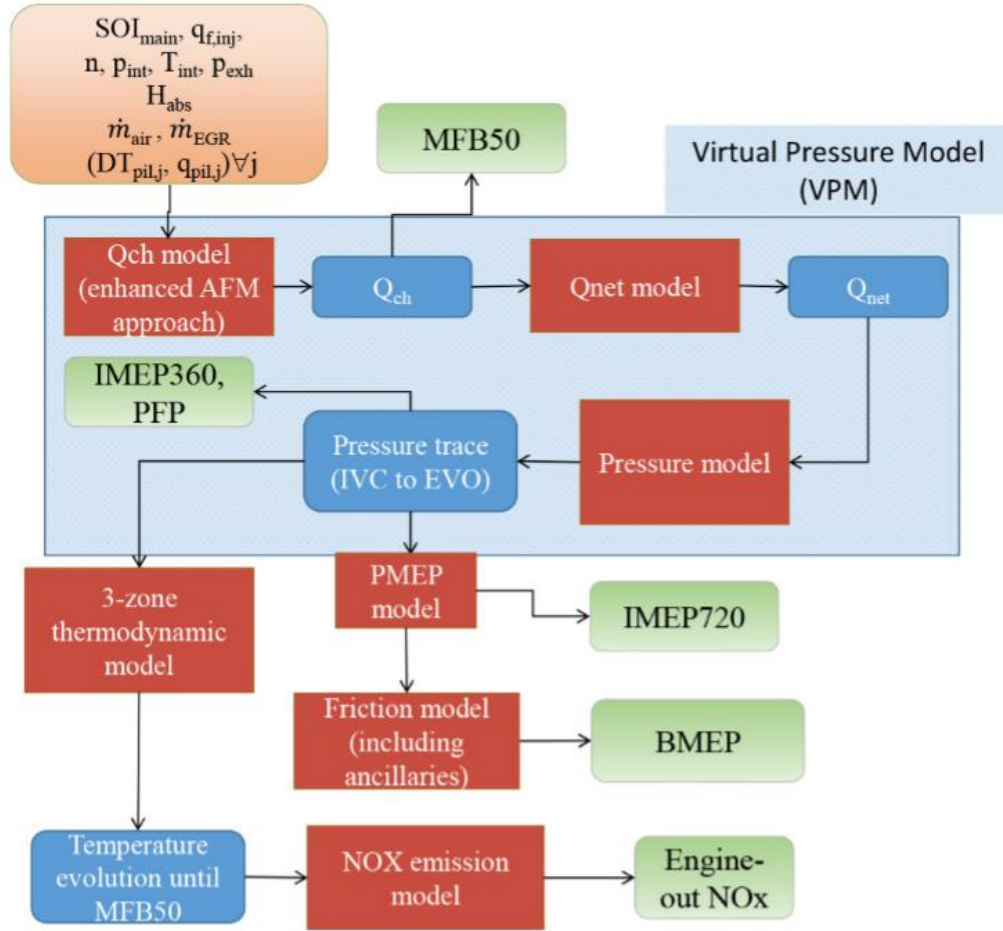 SOImain, qf,inj,
n, pint, Tint, pexh
Habs
ṁair, ṁEGR
(DTpil,j, qpil,j)∀j
MFB50
Virtual Pressure Model
(VPM)
Qch model
(enhanced AFM
approach)
Qch
Qnet model
Qnet
IMEP360,
PFP
Pressure trace
(IVC to EVO)
Pressure model
3-zone
thermodynamic
model
PMEP
model
IMEP720
Friction model
(including
ancillaries)
BMEP
Temperature
evolution until
MFB50
NOX emission
model
Engine-
out NOx